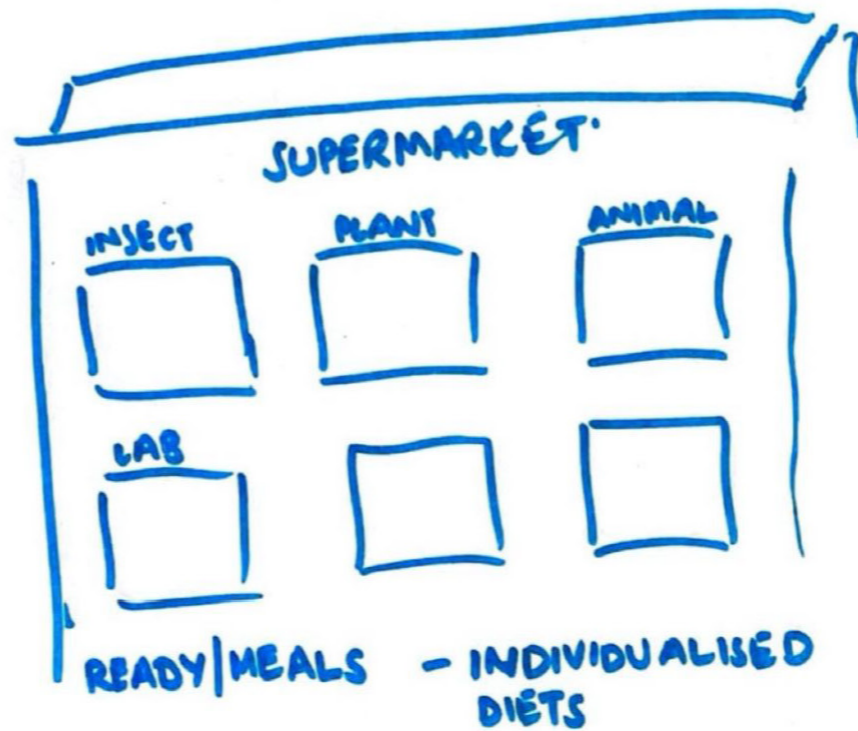 SUPERMARKET
INSECT PLANT ANIMAL
LAB
READY/MEALS - INDIVIDUALISED
DIETS